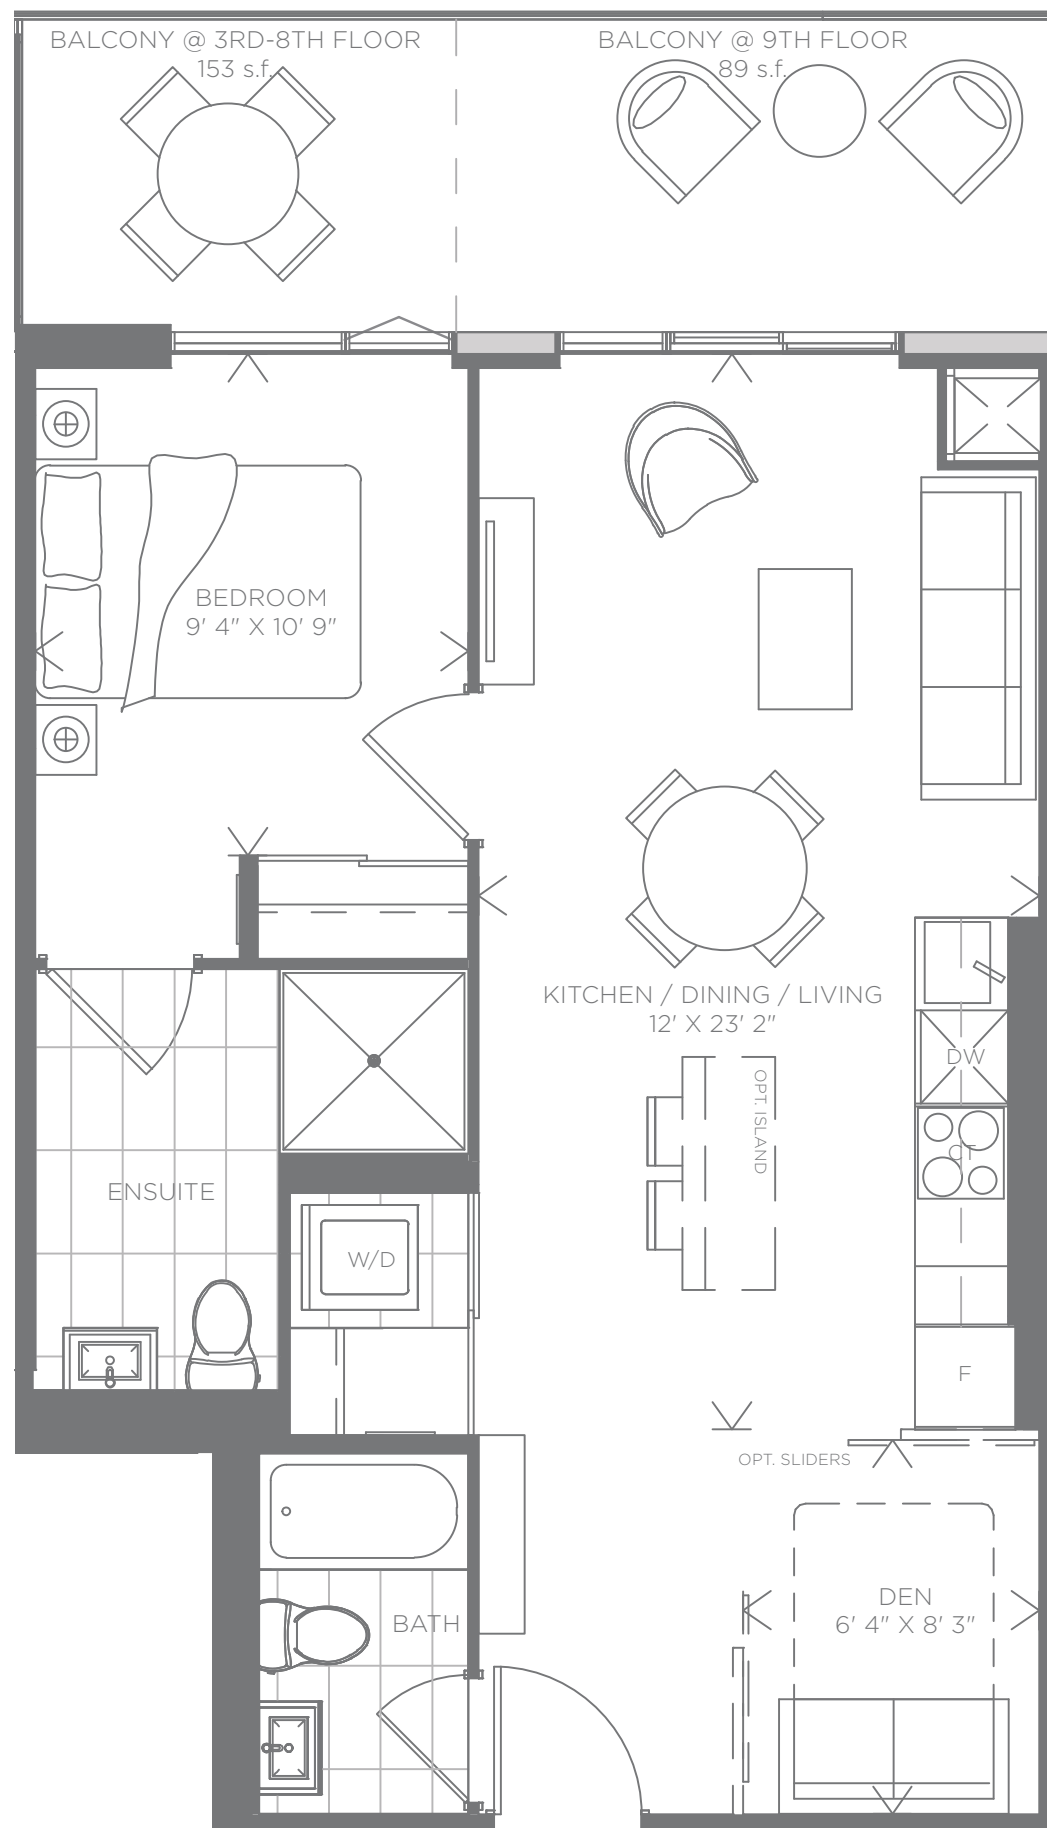 BALCONY @ 3RD-8TH FLOOR
153 s.f.
BALCONY @ 9TH FLOOR
89 s.f.
BEDROOM
9' 4" X 10' 9"
KITCHEN / DINING / LIVING
12' X 23' 2"
DW
OPT. ISLAND
CT
ENSUITE
W/D
F
OPT. SLIDERS
DEN
6' 4" X 8' 3"
BATH